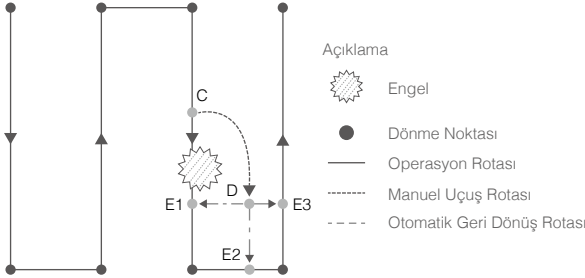 C
D
E1
E3
E2
Açıklama
Engel
Dönme Noktası
Operasyon Rotası
Manuel Uçuş Rotası
Otomatik Geri Dönüş Rotası